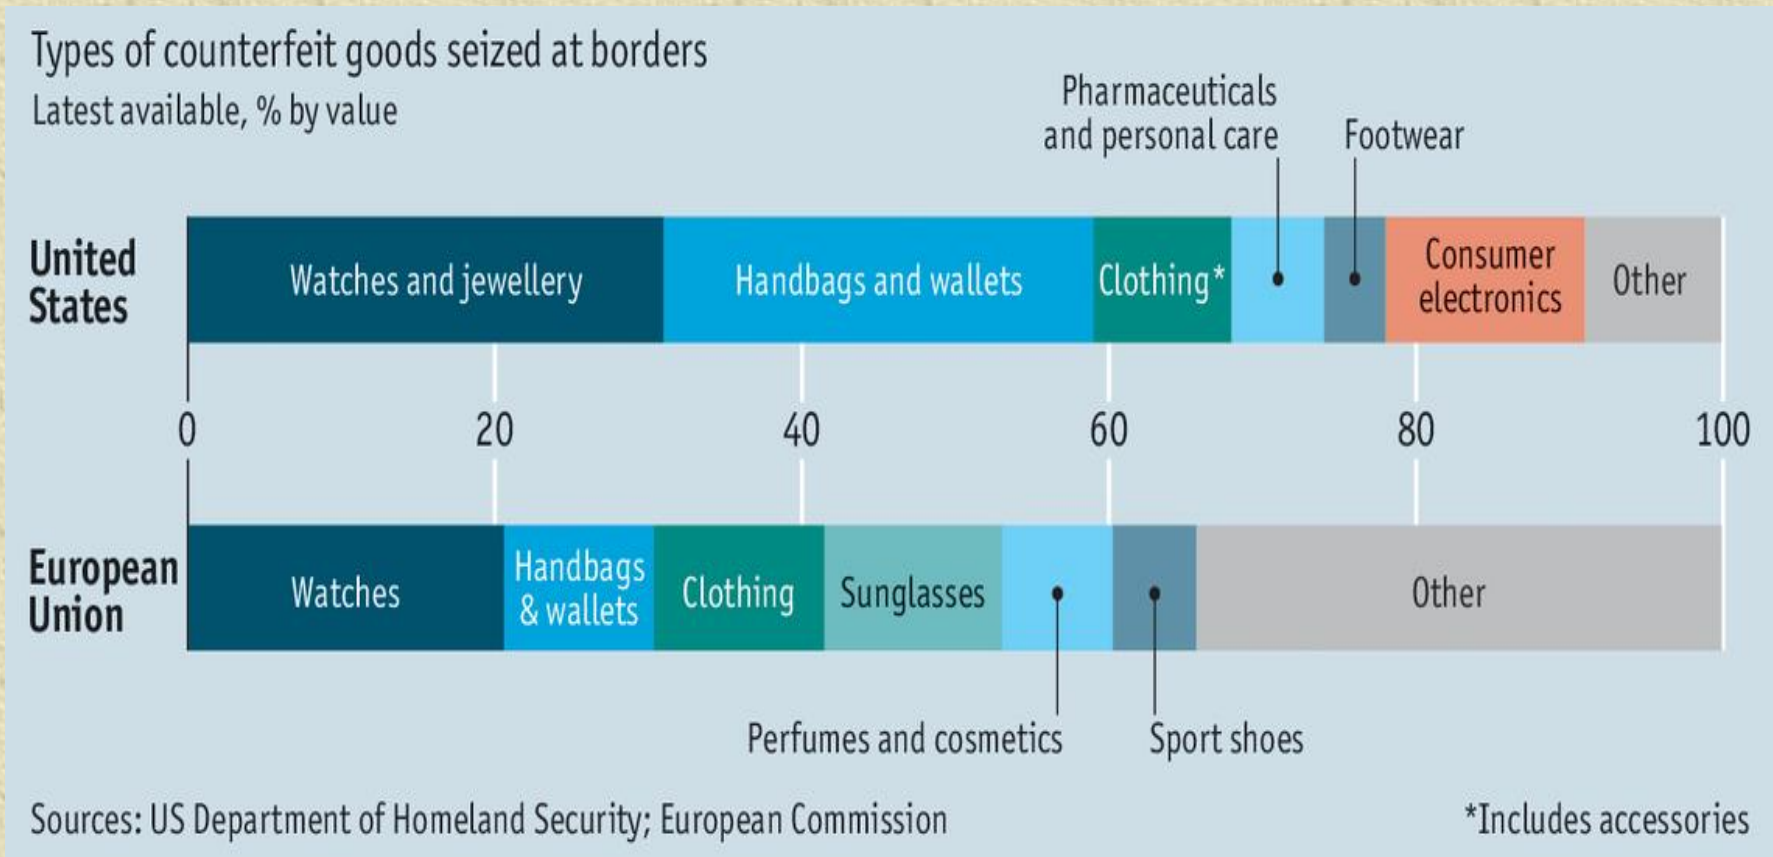 Types of counterfeit goods seized at borders
Latest available, % by value
Pharmaceuticals
and personal care
Footwear
United
States
Watches and jewellery
Handbags and wallets
Clothing*
Consumer
electronics
Other
0 20 40 60 80 100
European
Union
Watches
Handbags
& wallets
Clothing
Sunglasses
Other
Perfumes and cosmetics
Sport shoes
Sources: US Department of Homeland Security; European Commission
*Includes accessories